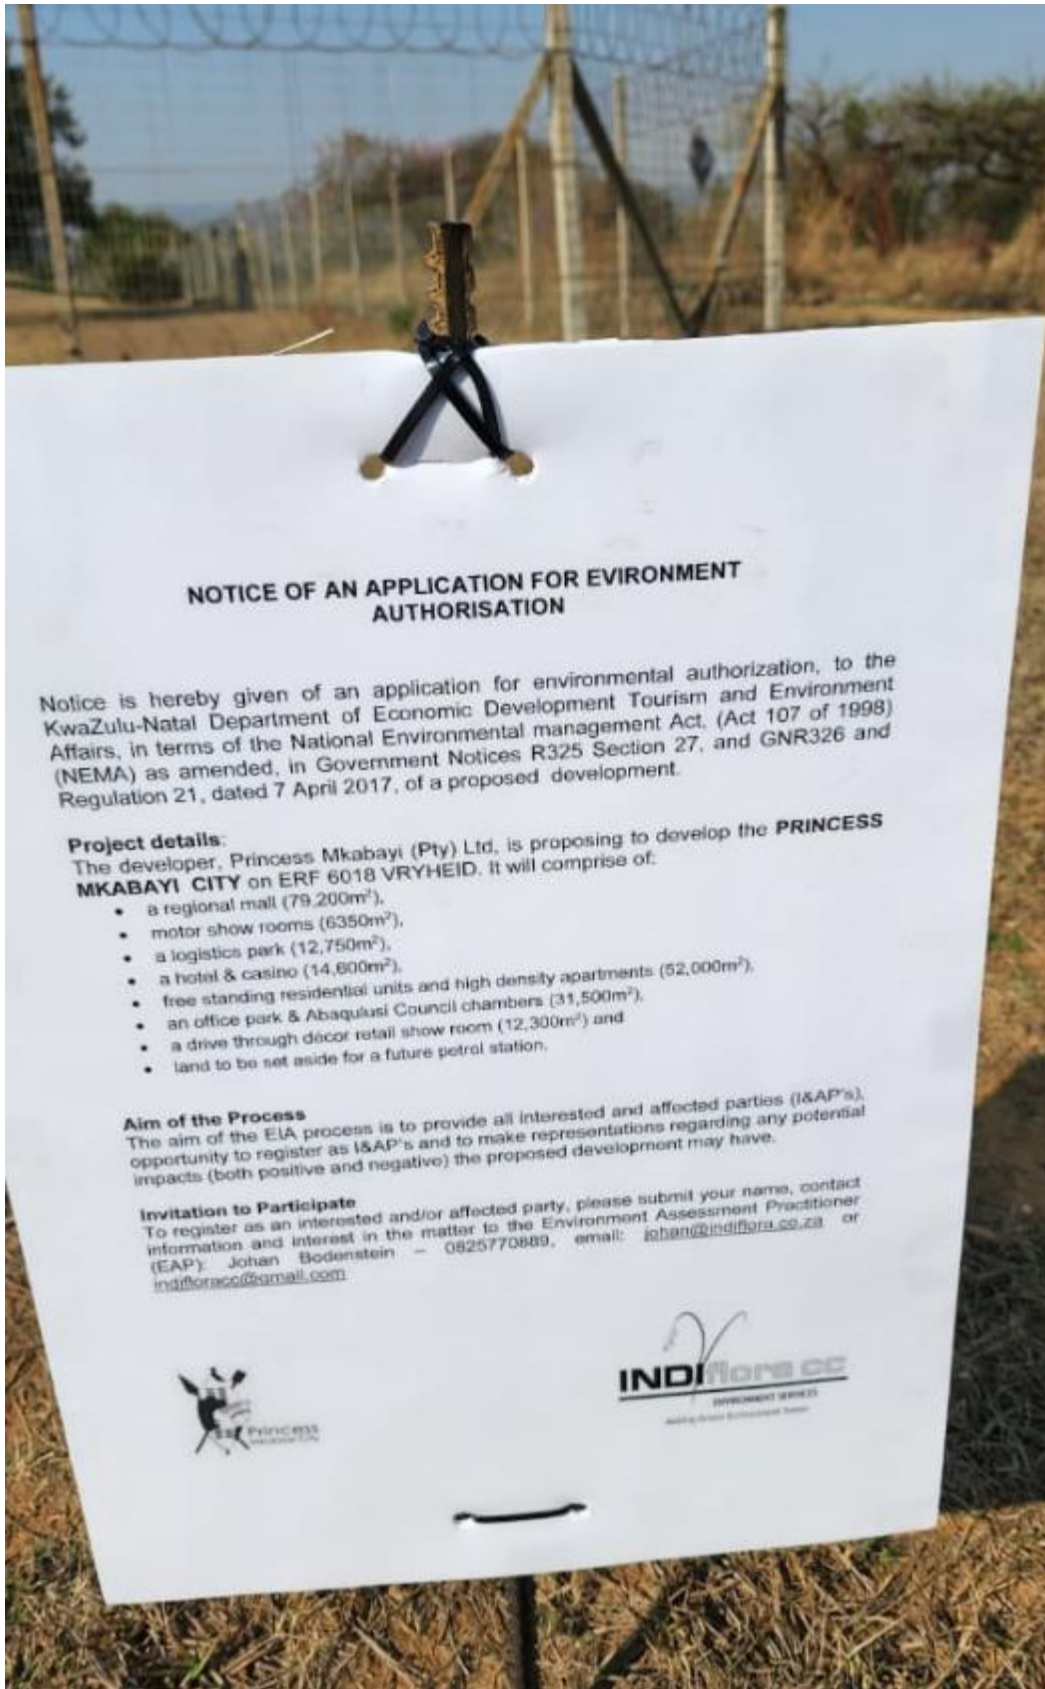 NOTICE OF AN APPLICATION FOR EVIRONMENT
AUTHORISATION
Notice is hereby given of an application for environmental authorization, to the
KwaZulu-Natal Department of Economic Development Tourism and Environment
Affairs, in terms of the National Environmental management Act, (Act 107 of 1998)
(NEMA) as amended, in Government Notices R325 Section 27, and GNR326 and
Regulation 21, dated 7 April 2017, of a proposed development.
Project details:
The developer, Princess Mkabayi (Pty) Ltd, is proposing to develop the PRINCESS
MKABAYI CITY on ERF 6018 VRYHEID. It will comprise of:
• a regional mall (79,200m²),
• motor show rooms (6350m²),
• a logistics park (12,750m²),
• a hotel & casino (14,600m²),
• free standing residential units and high density apartments (52,000m²),
• an office park & Abaqulusi Council chambers (31,500m²),
• a drive through décor retail show room (12,300m²) and
• land to be set aside for a future petrol station.
Aim of the Process
The aim of the EIA process is to provide all interested and affected parties (I&AP's),
opportunity to register as I&AP's and to make representations regarding any potential
impacts (both positive and negative) the proposed development may have.
Invitation to Participate
To register as an interested and/or affected party, please submit your name, contact
information and interest in the matter to the Environment Assessment Practitioner
(EAP): Johan Bodenstein – 0825770889, email: johan@indiflora.co.za or
indifloracc@gmail.com
Princess
INDIflora CC
ENVIRONMENT SERVICES